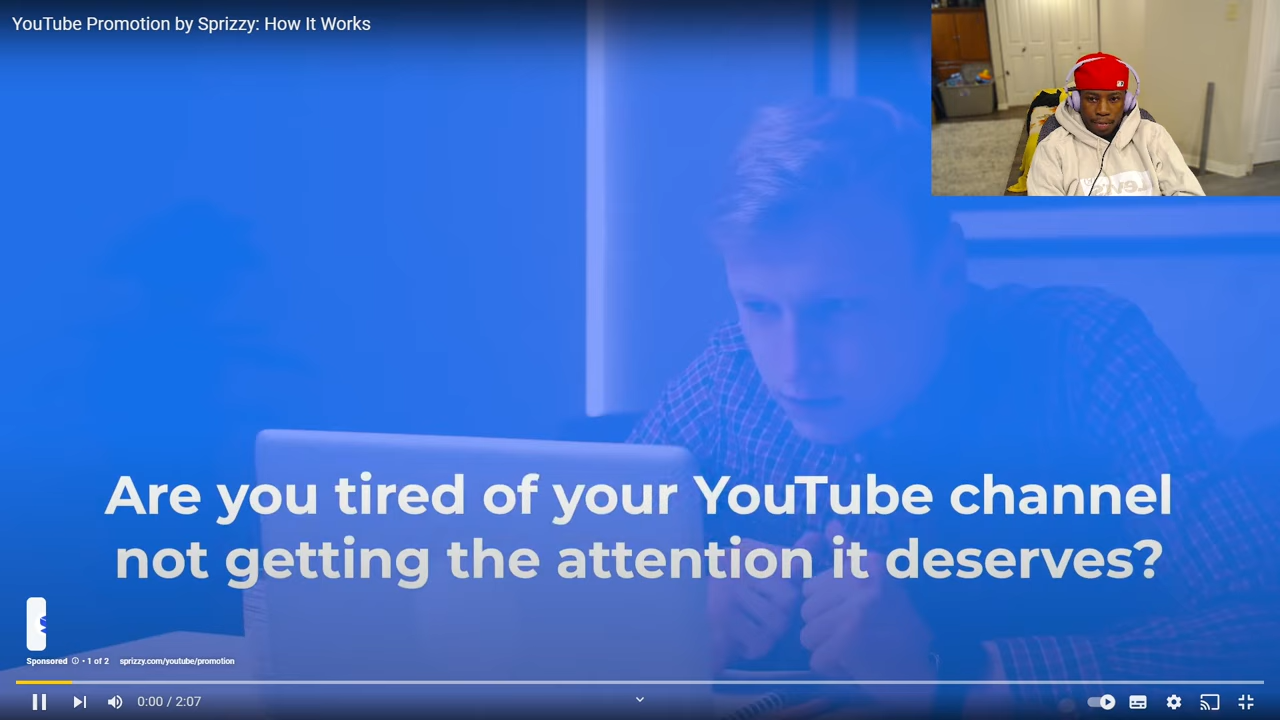 YouTube Promotion by Sprizzy: How It Works
Are you tired of your YouTube channel
not getting the attention it deserves?
Sponsored · 1 of 2 sprizzy.com/youtube/promotion
0:00 / 2:07